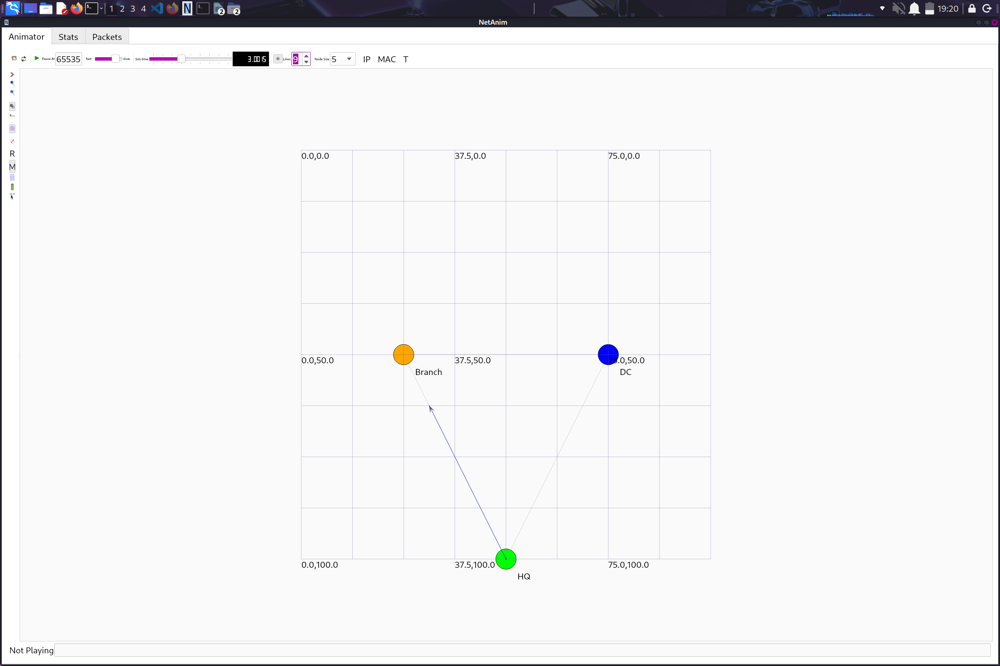 1 2 3 4 N 2 2 19:20
N NetAnim
Animator Stats Packets
Pause At 65535 fast slow Sim time 3.0015 # Lines 9 Node Size 5 IP MAC T
R
M
0.0,0.0 37.5,0.0 75.0,0.0
0.0,50.0 37.5,50.0 75.0,50.0
Branch DC
0.0,100.0 37.5,100.0 75.0,100.0
HQ
Not Playing